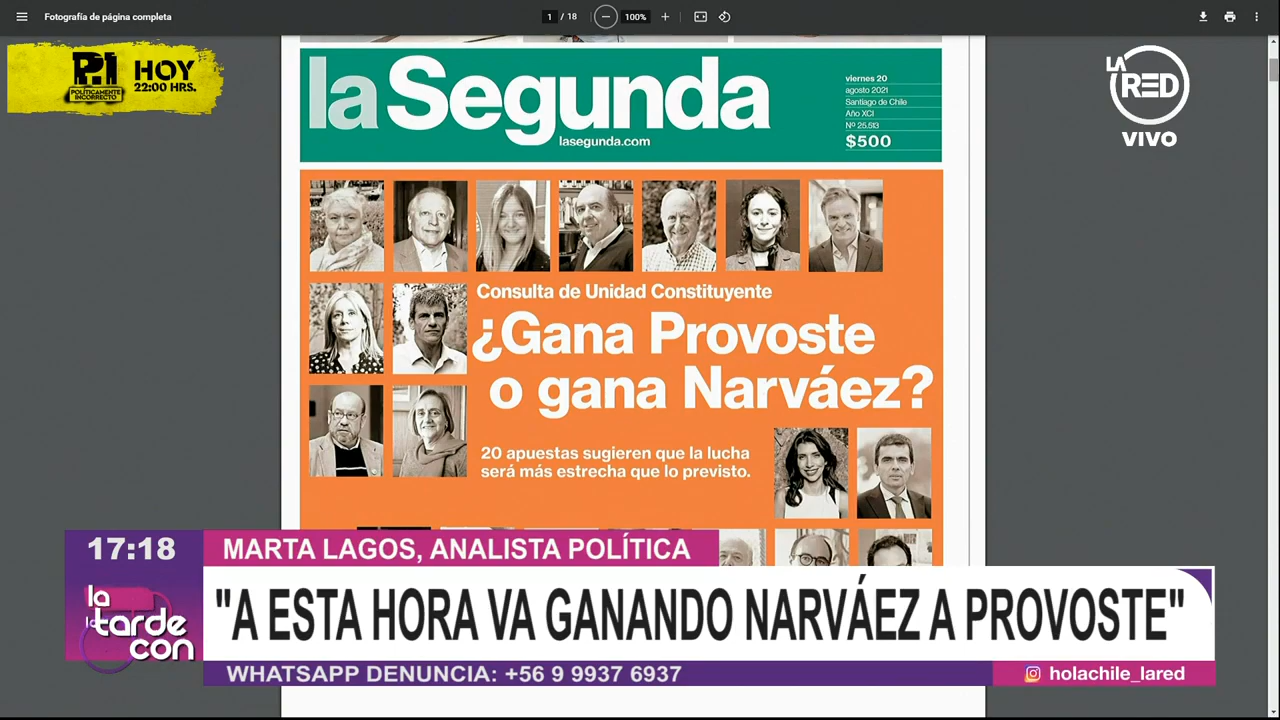 Fotografía de página completa
1 / 18
100%
P.I
POLÍTICAMENTE
INCORRECTO
HOY
22:00 HRS.
LA
RED
VIVO
la Segunda
lasegunda.com
viernes 20
agosto 2021
Santiago de Chile
Año XCI
Nº 25.513
$500
Consulta de Unidad Constituyente
¿Gana Provoste
o gana Narváez?
20 apuestas sugieren que la lucha
será más estrecha que lo previsto.
17:18
MARTA LAGOS, ANALISTA POLÍTICA
la
tarde
con
"A ESTA HORA VA GANANDO NARVÁEZ A PROVOSTE"
WHATSAPP DENUNCIA: +56 9 9937 6937
holachile_lared